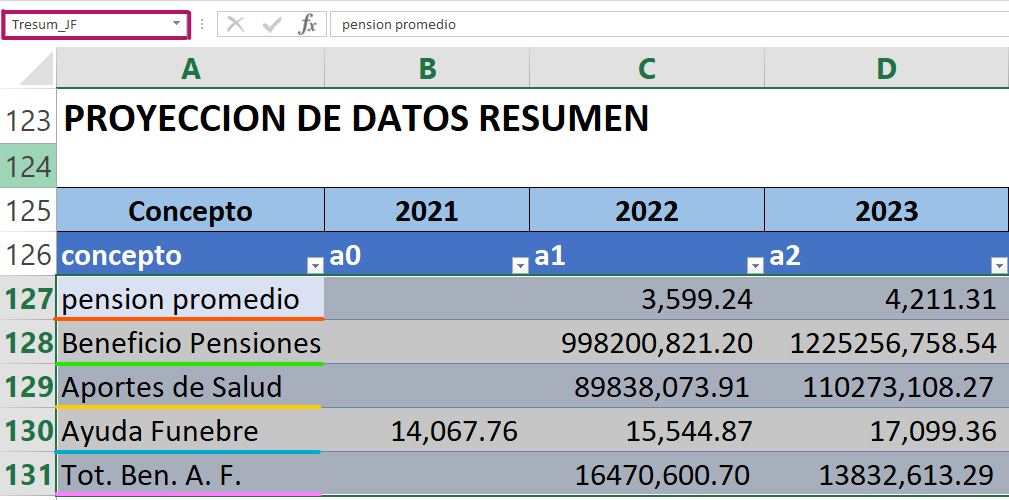 Tresum_JF fx pension promedio
A B C D
123 PROYECCION DE DATOS RESUMEN
124
125 Concepto 2021 2022 2023
126 concepto a0 a1 a2
127 pension promedio 3,599.24 4,211.31
128 Beneficio Pensiones 998200,821.20 1225256,758.54
129 Aportes de Salud 89838,073.91 110273,108.27
130 Ayuda Funebre 14,067.76 15,544.87 17,099.36
131 Tot. Ben. A. F. 16470,600.70 13832,613.29